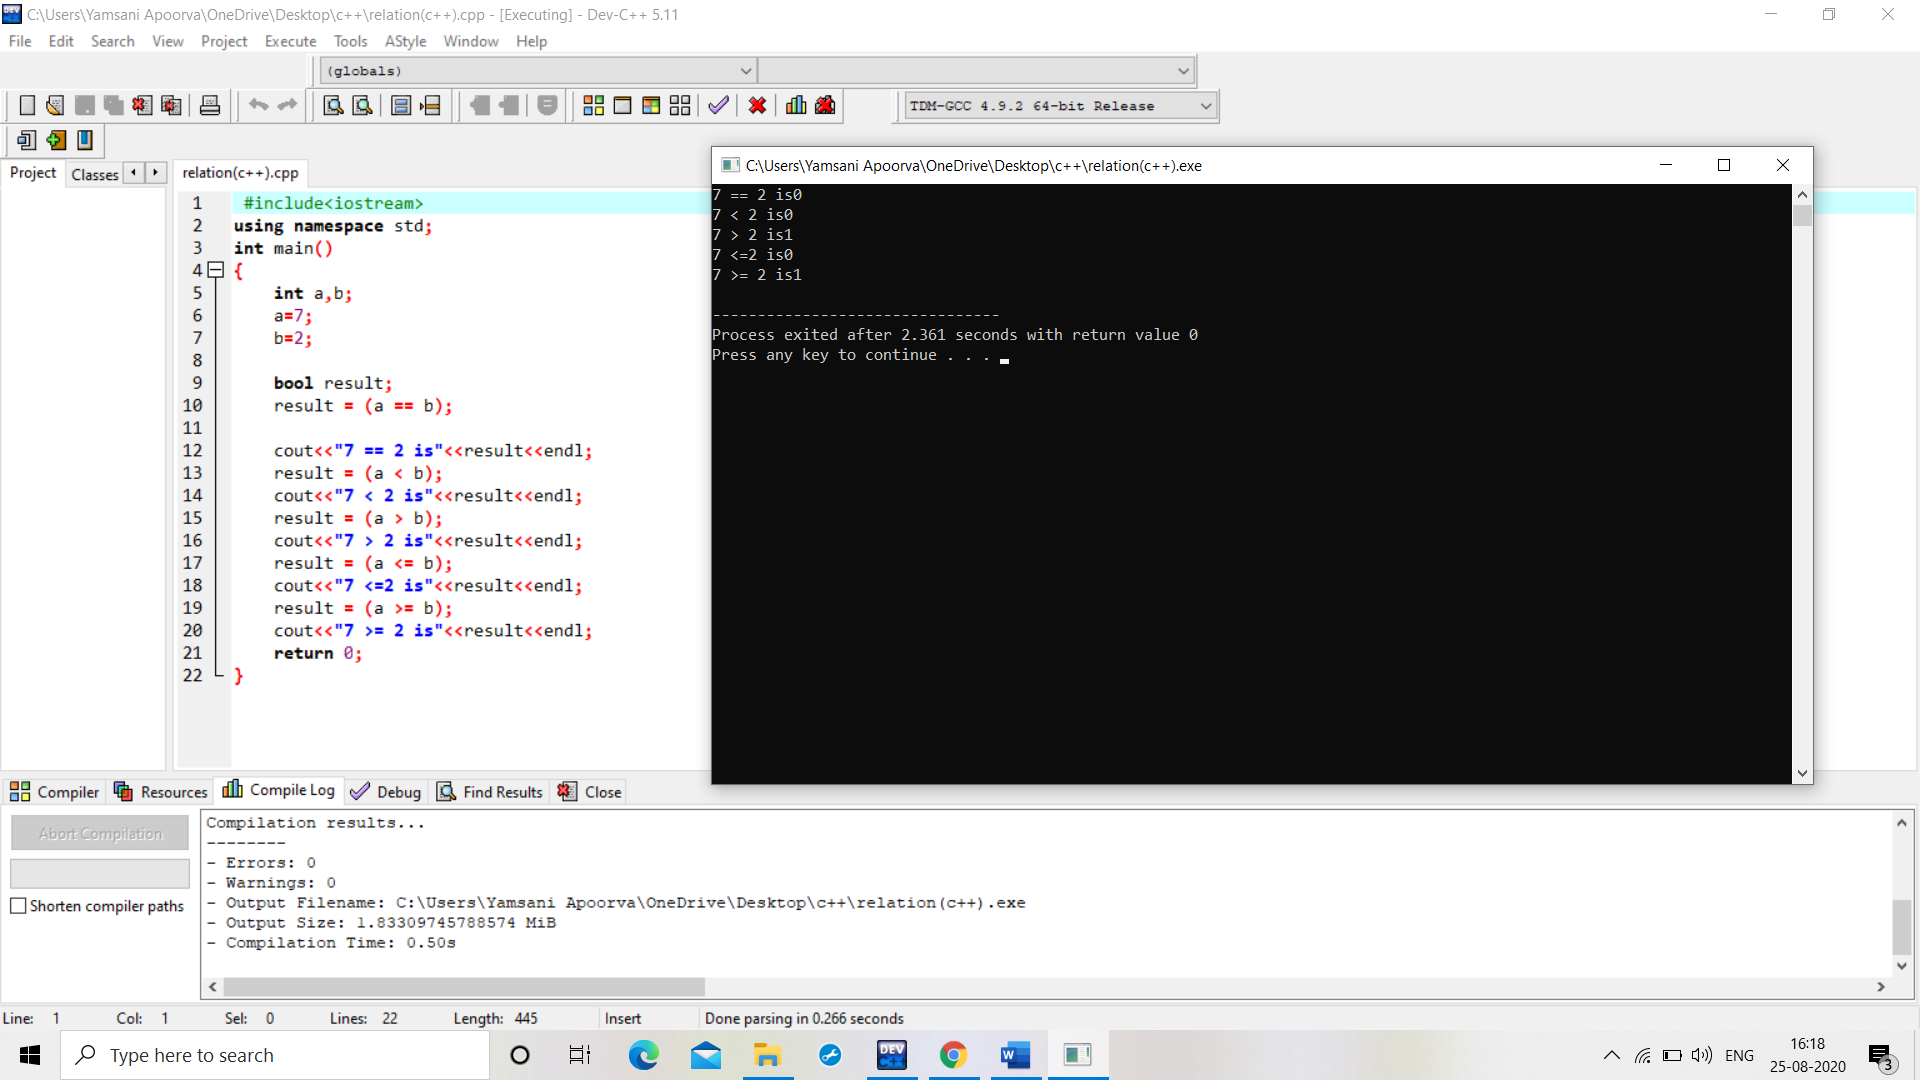 C:\Users\Yamsani Apoorva\OneDrive\Desktop\c++\relation(c++).cpp - [Executing] - Dev-C++ 5.11
File Edit Search View Project Execute Tools AStyle Window Help
(globals)
TDM-GCC 4.9.2 64-bit Release
Project Classes relation(c++).cpp
1 #include<iostream>
2 using namespace std;
3 int main()
4 {
5 int a,b;
6 a=7;
7 b=2;
8
9 bool result;
10 result = (a == b);
11
12 cout<<"7 == 2 is"<<result<<endl;
13 result = (a < b);
14 cout<<"7 < 2 is"<<result<<endl;
15 result = (a > b);
16 cout<<"7 > 2 is"<<result<<endl;
17 result = (a <= b);
18 cout<<"7 <=2 is"<<result<<endl;
19 result = (a >= b);
20 cout<<"7 >= 2 is"<<result<<endl;
21 return 0;
22 }
C:\Users\Yamsani Apoorva\OneDrive\Desktop\c++\relation(c++).exe
7 == 2 is0
7 < 2 is0
7 > 2 is1
7 <=2 is0
7 >= 2 is1
--------------------------------
Process exited after 2.361 seconds with return value 0
Press any key to continue . . .
Compiler Resources Compile Log Debug Find Results Close
Abort Compilation
Shorten compiler paths
Compilation results...
--------
- Errors: 0
- Warnings: 0
- Output Filename: C:\Users\Yamsani Apoorva\OneDrive\Desktop\c++\relation(c++).exe
- Output Size: 1.83309745788574 MiB
- Compilation Time: 0.50s
Line: 1 Col: 1 Sel: 0 Lines: 22 Length: 445 Insert Done parsing in 0.266 seconds
Type here to search
DEV C++
W
ENG
16:18
25-08-2020
3